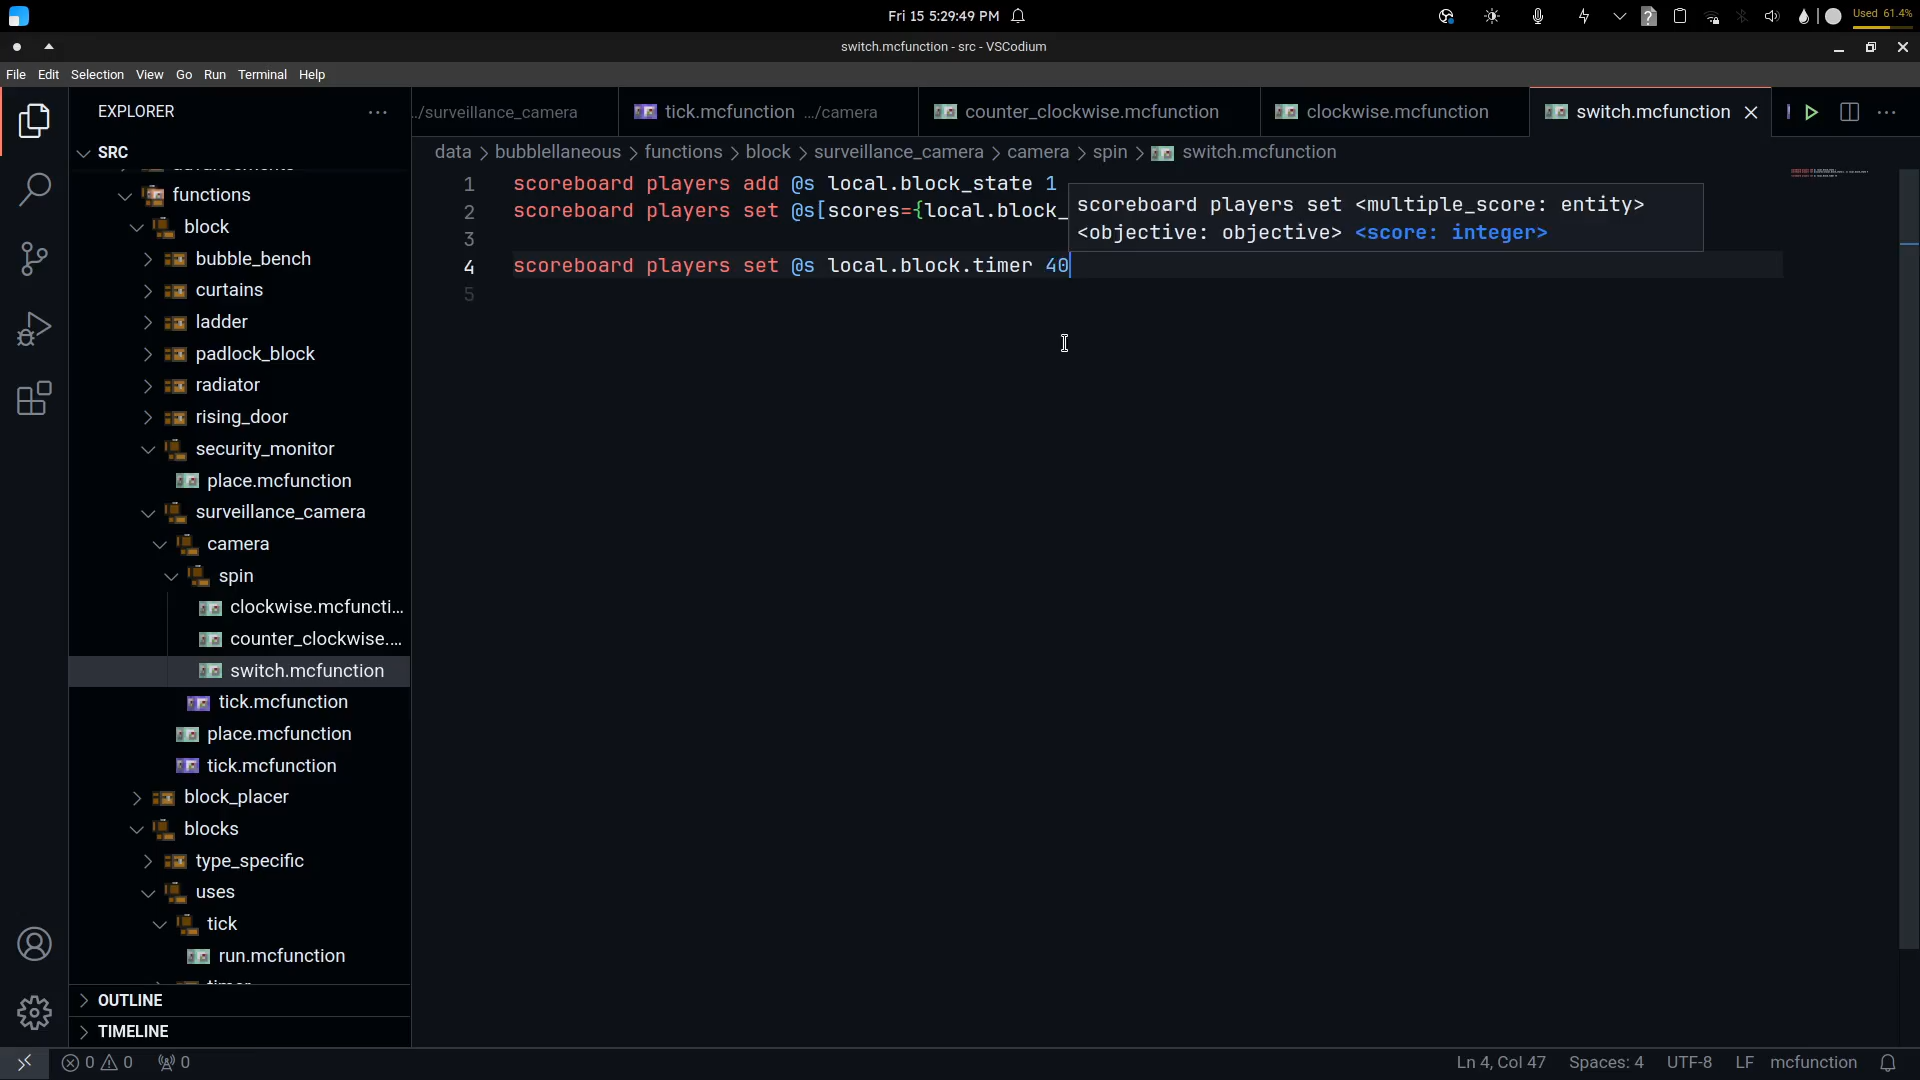 Fri 15 5:29:49 PM
Used 61.4%
switch.mcfunction - src - VSCodium
File Edit Selection View Go Run Terminal Help
EXPLORER
SRC
functions
block
bubble_bench
curtains
ladder
padlock_block
radiator
rising_door
security_monitor
place.mcfunction
surveillance_camera
camera
spin
clockwise.mcfuncti...
counter_clockwise....
switch.mcfunction
tick.mcfunction
place.mcfunction
tick.mcfunction
block_placer
blocks
type_specific
uses
tick
run.mcfunction
OUTLINE
TIMELINE
./surveillance_camera
tick.mcfunction .../camera
counter_clockwise.mcfunction
clockwise.mcfunction
switch.mcfunction
data > bubblellaneous > functions > block > surveillance_camera > camera > spin > switch.mcfunction
1 scoreboard players add @s local.block_state 1
2 scoreboard players set @s[scores={local.block_
3
4 scoreboard players set @s local.block.timer 40
5
scoreboard players set <multiple_score: entity>
<objective: objective> <score: integer>
0 0 0
Ln 4, Col 47 Spaces: 4 UTF-8 LF mcfunction